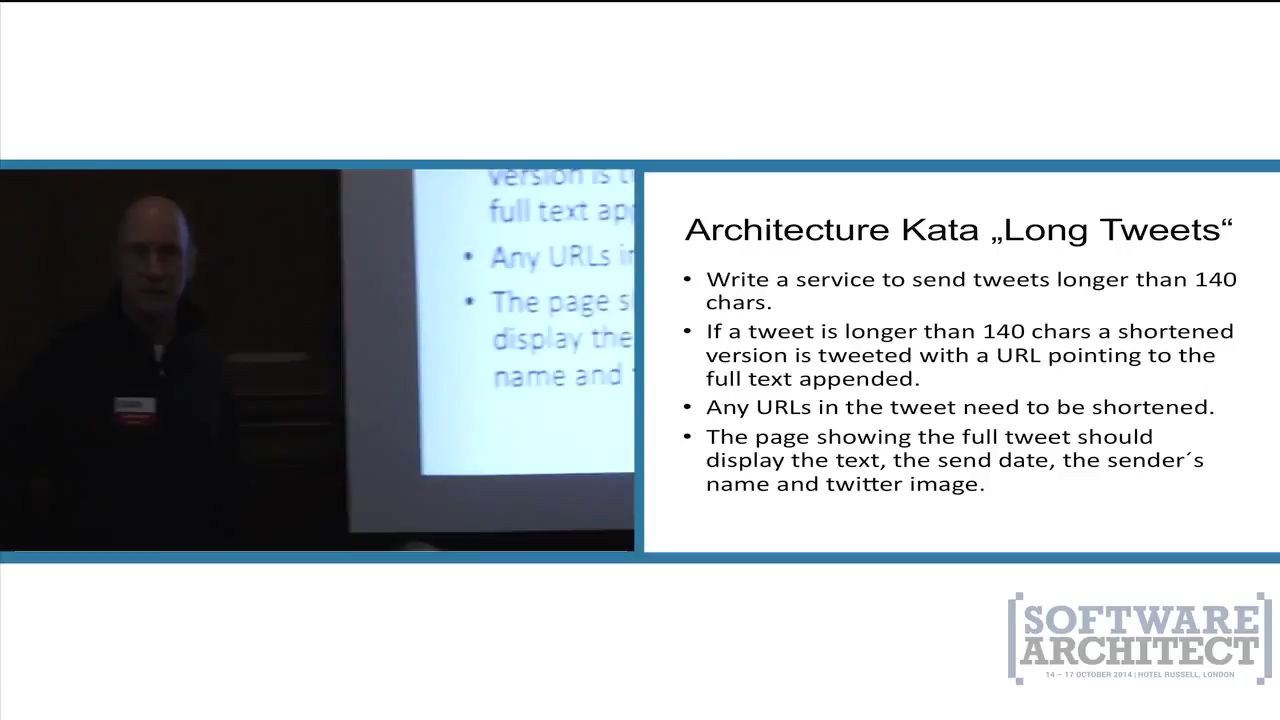 version is t
full text app
• Any URLs in
• The page s
display the
name and
Architecture Kata „Long Tweets“
• Write a service to send tweets longer than 140
chars.
• If a tweet is longer than 140 chars a shortened
version is tweeted with a URL pointing to the
full text appended.
• Any URLs in the tweet need to be shortened.
• The page showing the full tweet should
display the text, the send date, the sender´s
name and twitter image.
[SOFTWARE
ARCHITECT]
14 – 17 OCTOBER 2014 | HOTEL RUSSELL, LONDON